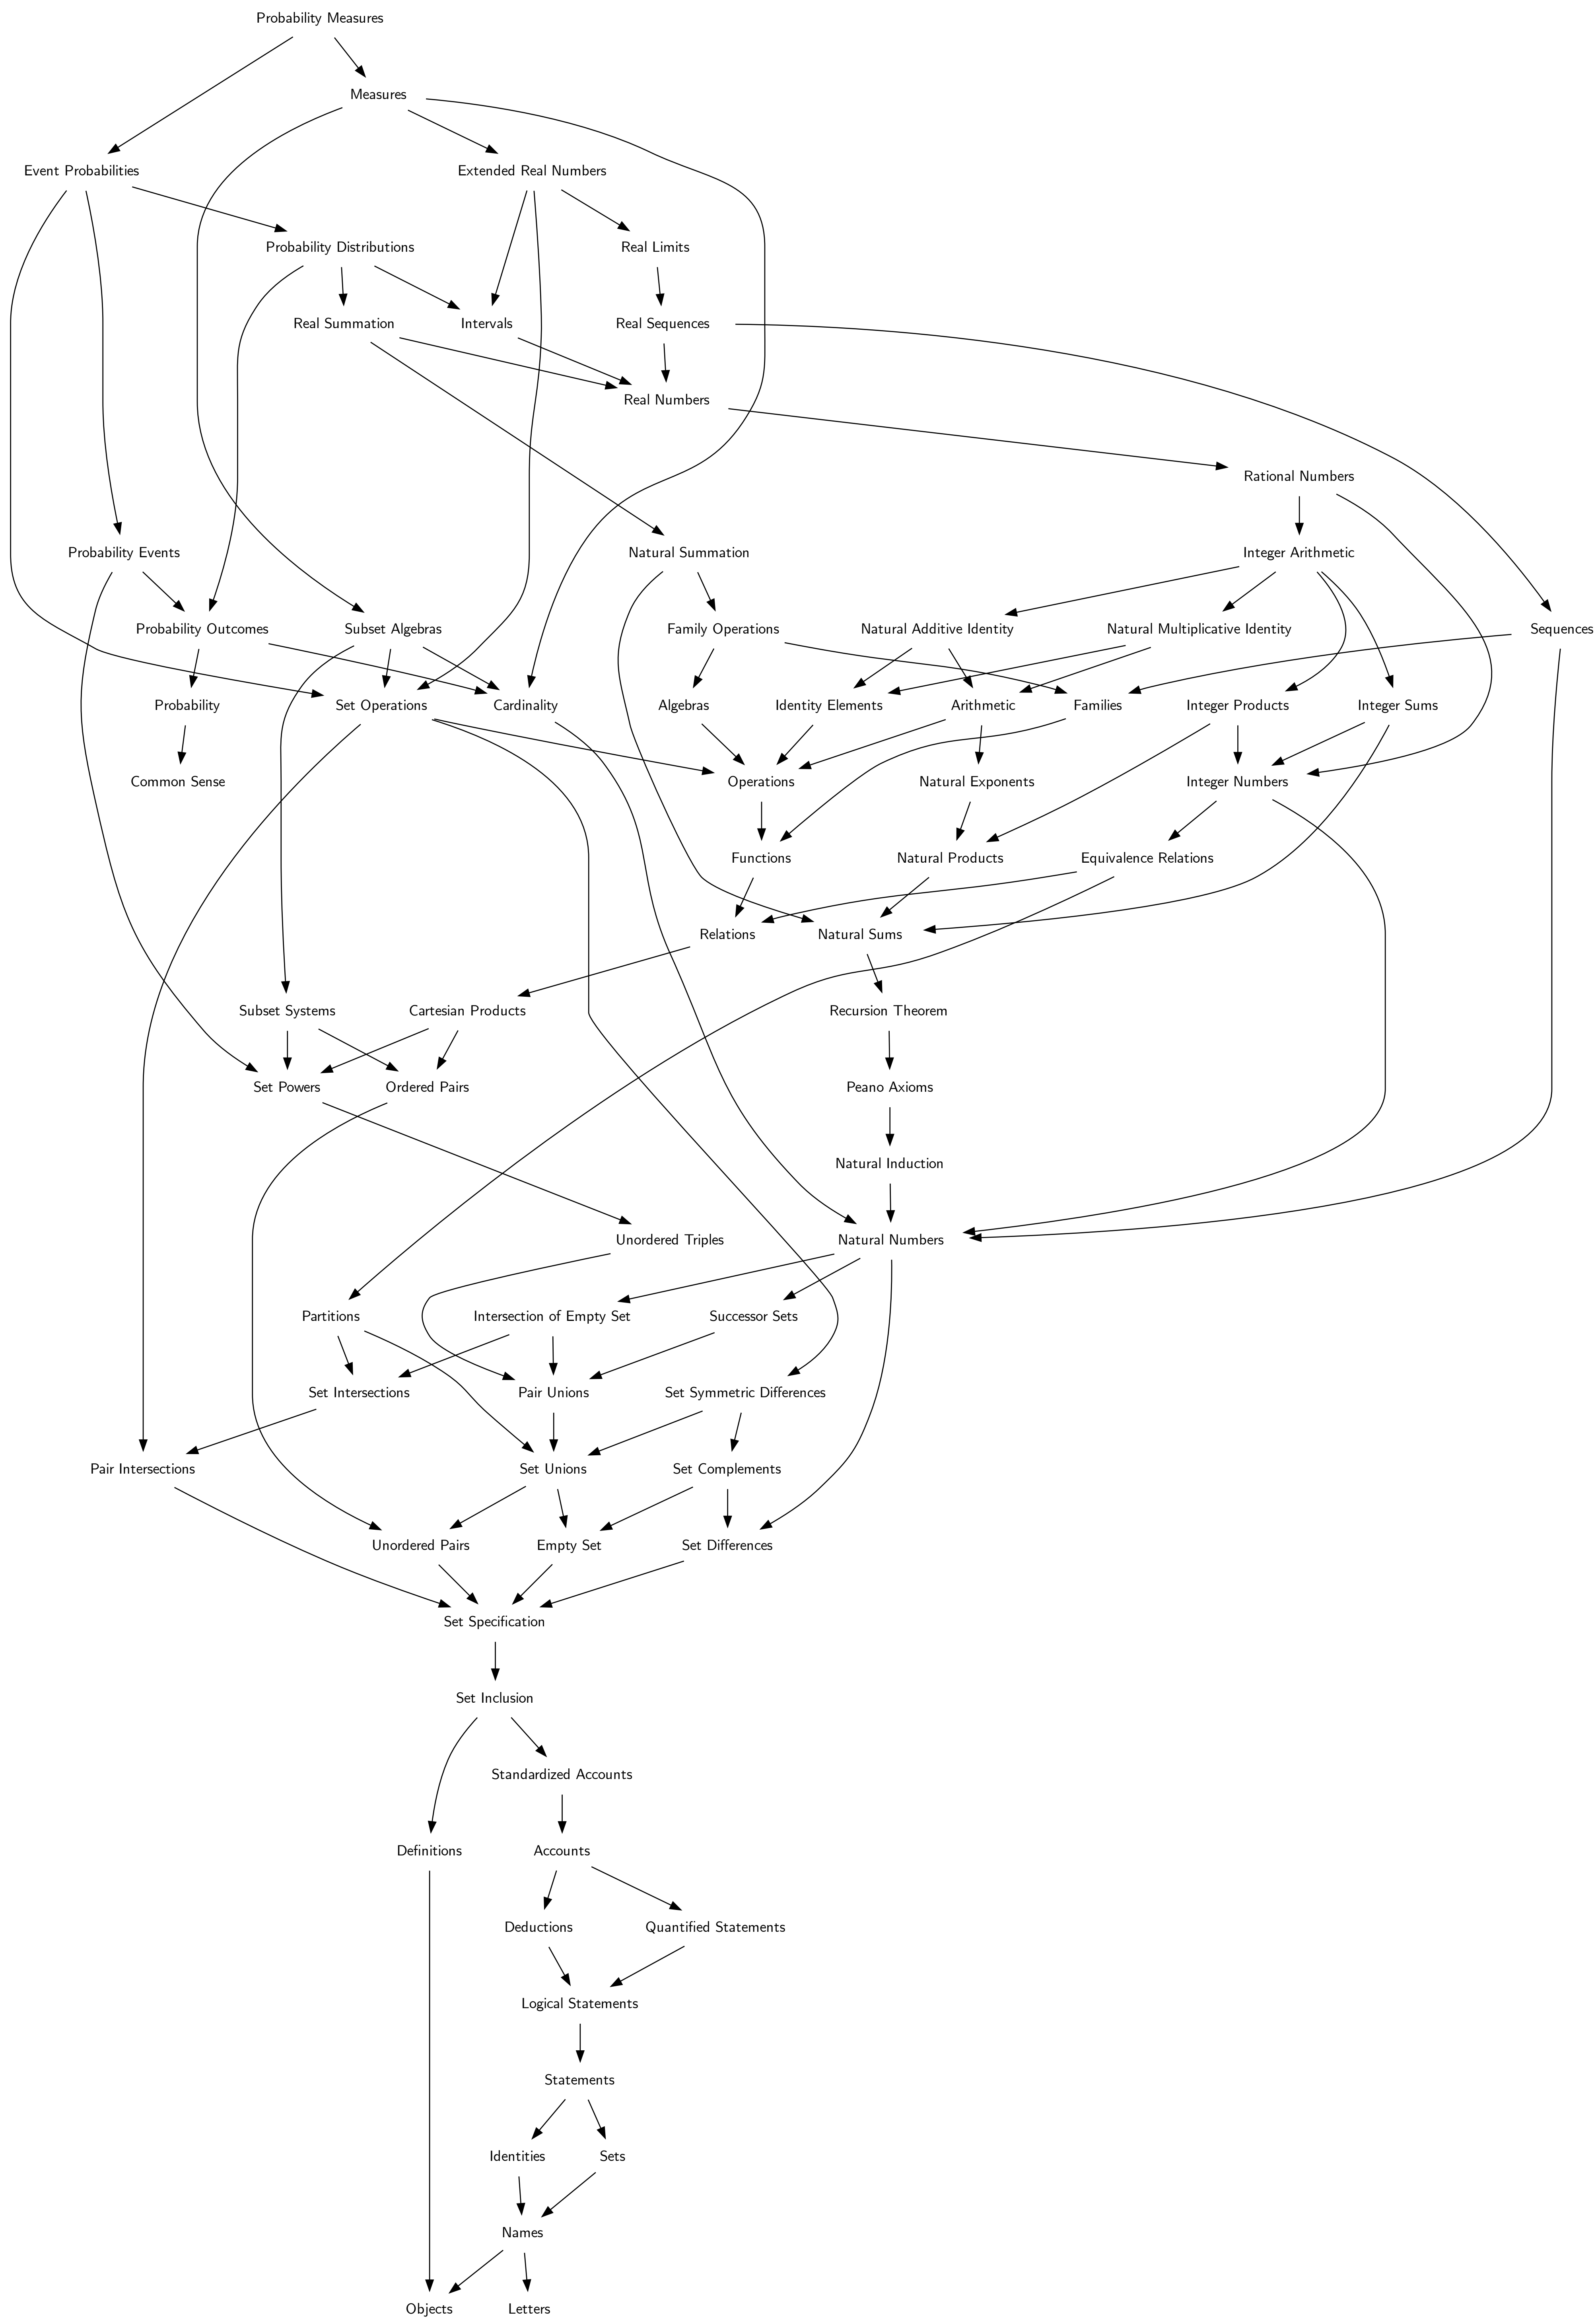 Probability Measures
Measures
Event Probabilities
Extended Real Numbers
Probability Distributions
Real Limits
Real Summation
Intervals
Real Sequences
Real Numbers
Rational Numbers
Probability Events
Natural Summation
Integer Arithmetic
Probability Outcomes
Subset Algebras
Family Operations
Natural Additive Identity
Natural Multiplicative Identity
Sequences
Probability
Set Operations
Cardinality
Algebras
Identity Elements
Arithmetic
Families
Integer Products
Integer Sums
Common Sense
Operations
Natural Exponents
Integer Numbers
Functions
Natural Products
Equivalence Relations
Relations
Natural Sums
Subset Systems
Cartesian Products
Recursion Theorem
Set Powers
Ordered Pairs
Peano Axioms
Natural Induction
Unordered Triples
Natural Numbers
Partitions
Intersection of Empty Set
Successor Sets
Set Intersections
Pair Unions
Set Symmetric Differences
Pair Intersections
Set Unions
Set Complements
Unordered Pairs
Empty Set
Set Differences
Set Specification
Set Inclusion
Standardized Accounts
Definitions
Accounts
Deductions
Quantified Statements
Logical Statements
Statements
Identities
Sets
Names
Objects
Letters